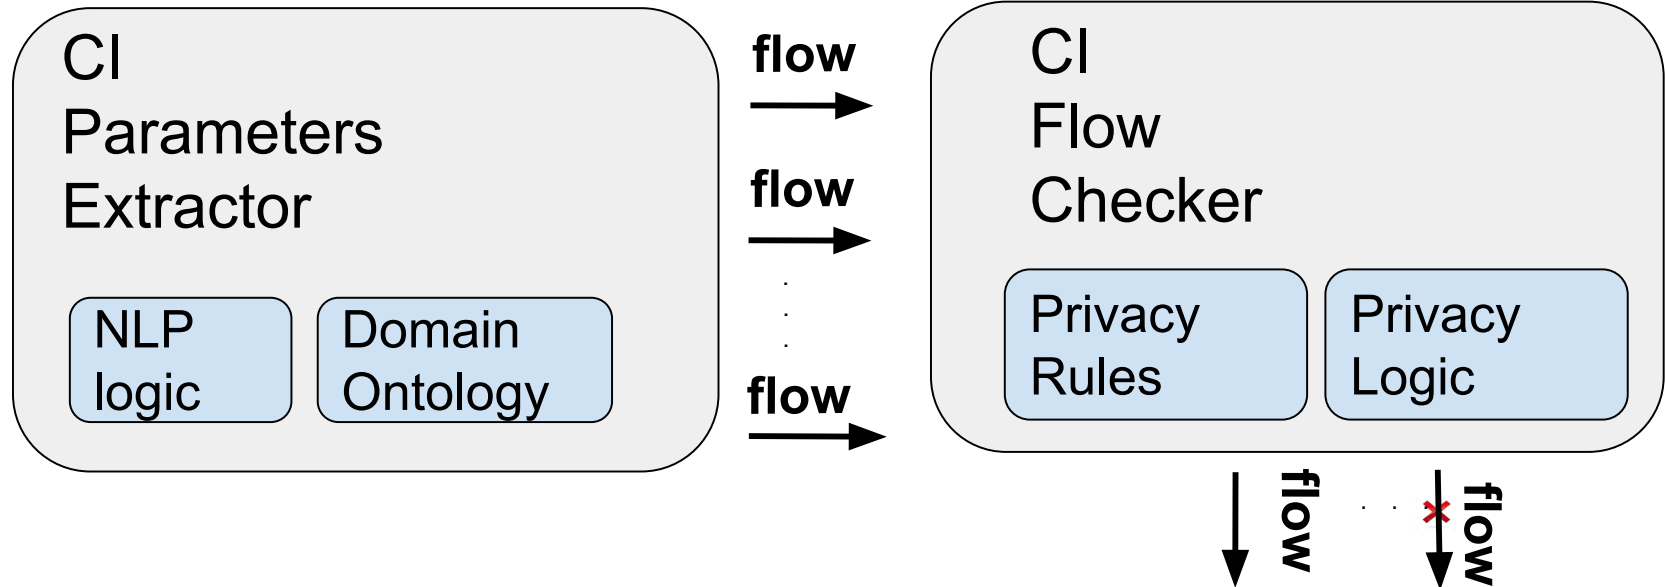 CI
Parameters
Extractor
NLP
logic
Domain
Ontology
flow
flow
flow
CI
Flow
Checker
Privacy
Rules
Privacy
Logic
flow
flow